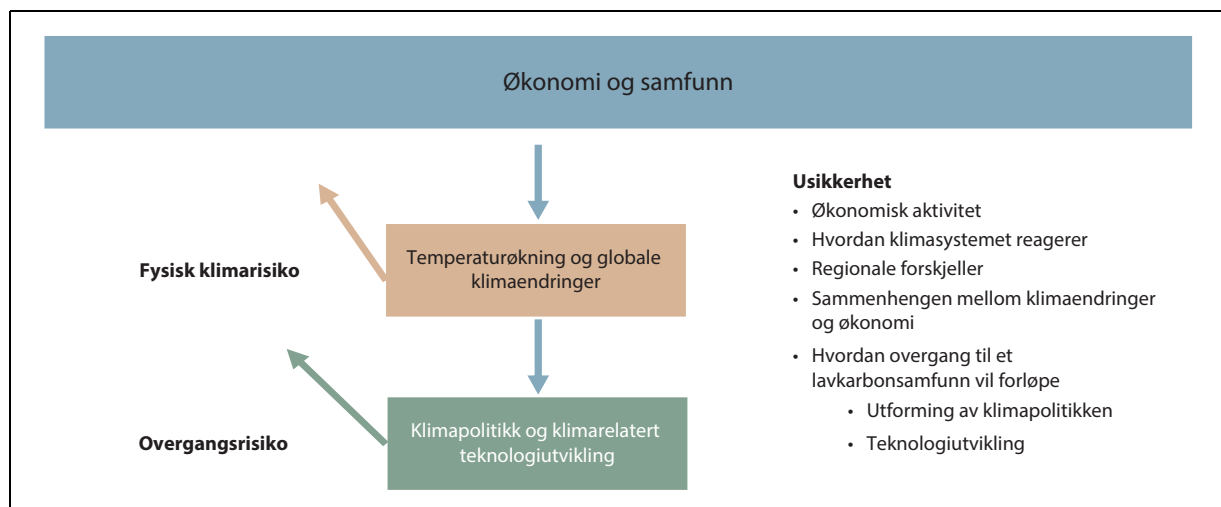 Økonomi og samfunn
Fysisk klimarisiko
Temperaturøkning og globale
klimaendringer
Overgangsrisiko
Klimapolitikk og klimarelatert
teknologiutvikling
Usikkerhet
• Økonomisk aktivitet
• Hvordan klimasystemet reagerer
• Regionale forskjeller
• Sammenhengen mellom klimaendringer
og økonomi
• Hvordan overgang til et
lavkarbonsamfunn vil forløpe
• Utforming av klimapolitikken
• Teknologiutvikling